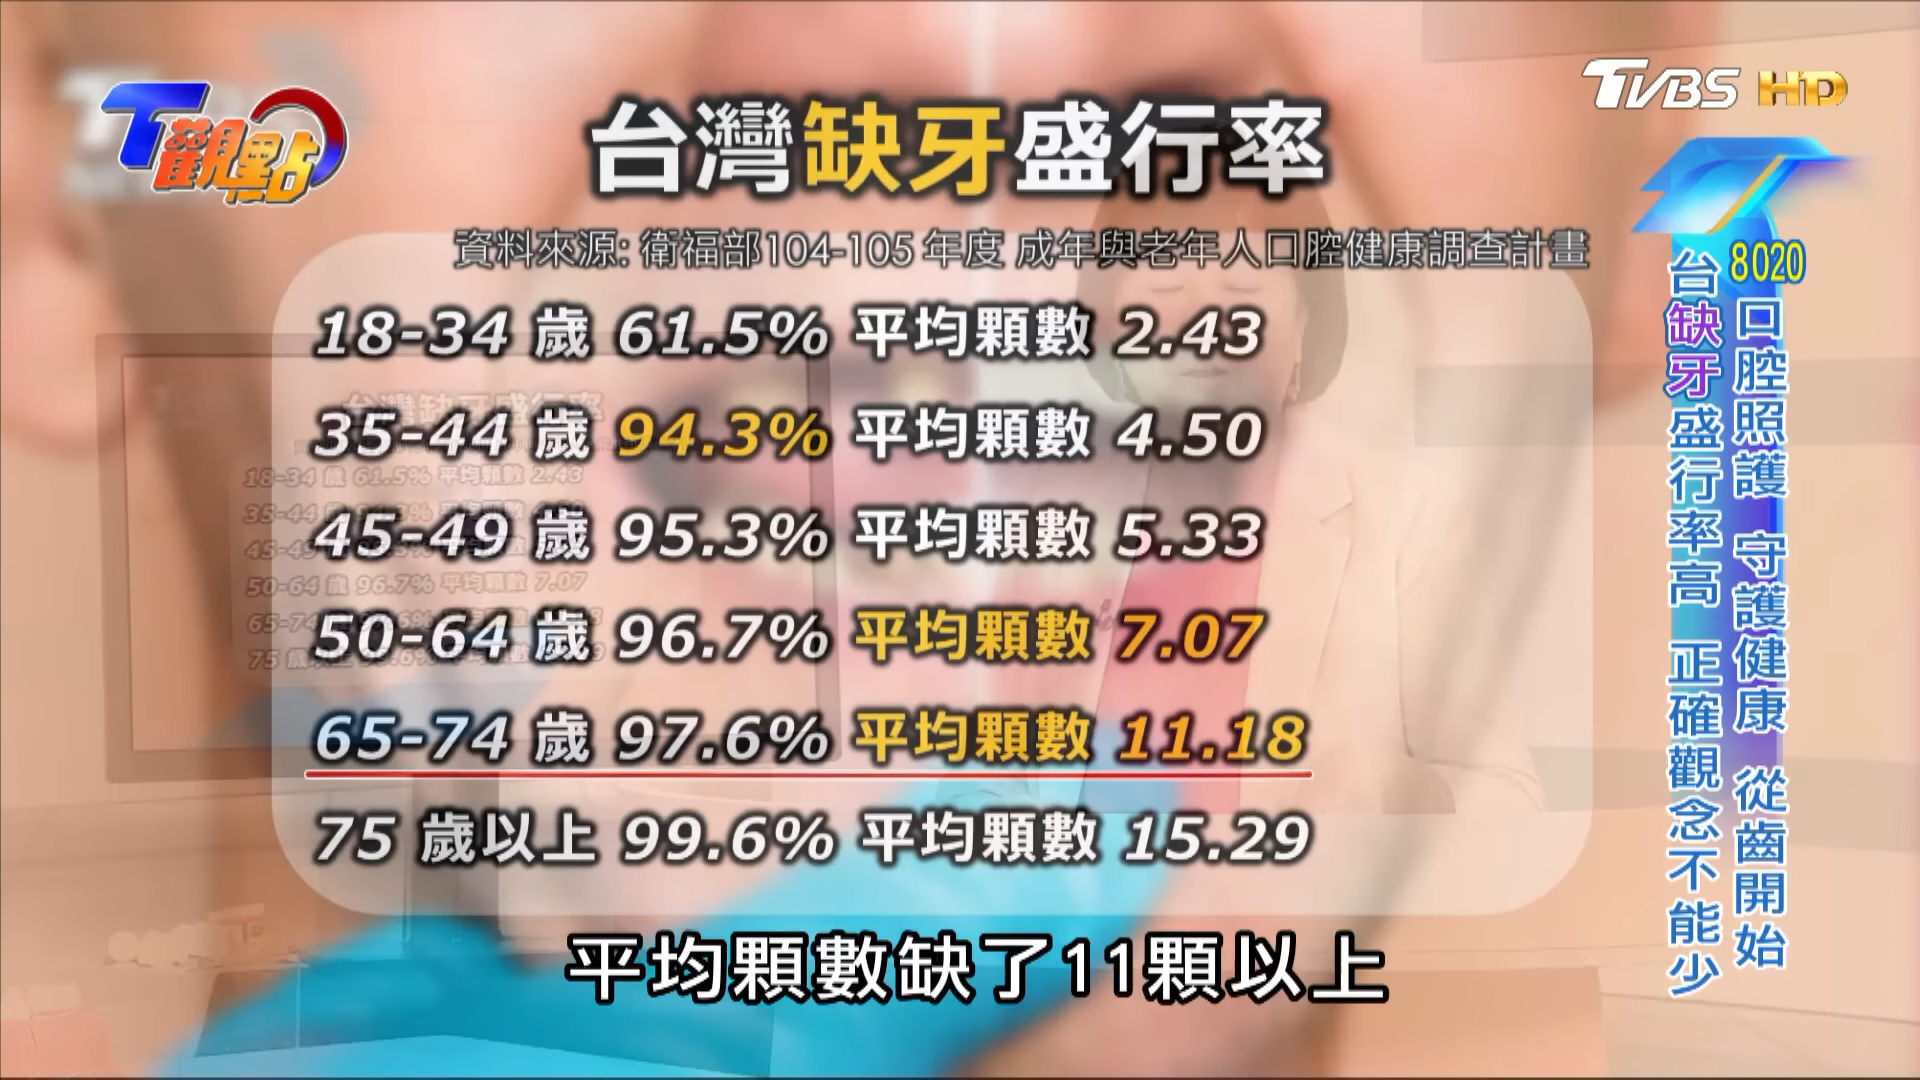 T觀點
TVBS HD
台灣缺牙盛行率
資料來源: 衛福部104-105年度 成年與老年人口腔健康調查計畫
18-34 歲 61.5% 平均顆數 2.43
35-44 歲 94.3% 平均顆數 4.50
45-49 歲 95.3% 平均顆數 5.33
50-64 歲 96.7% 平均顆數 7.07
65-74 歲 97.6% 平均顆數 11.18
75 歲以上 99.6% 平均顆數 15.29
平均顆數缺了11顆以上
8020口腔照護 守護健康 從齒開始
台缺牙盛行率高 正確觀念不能少